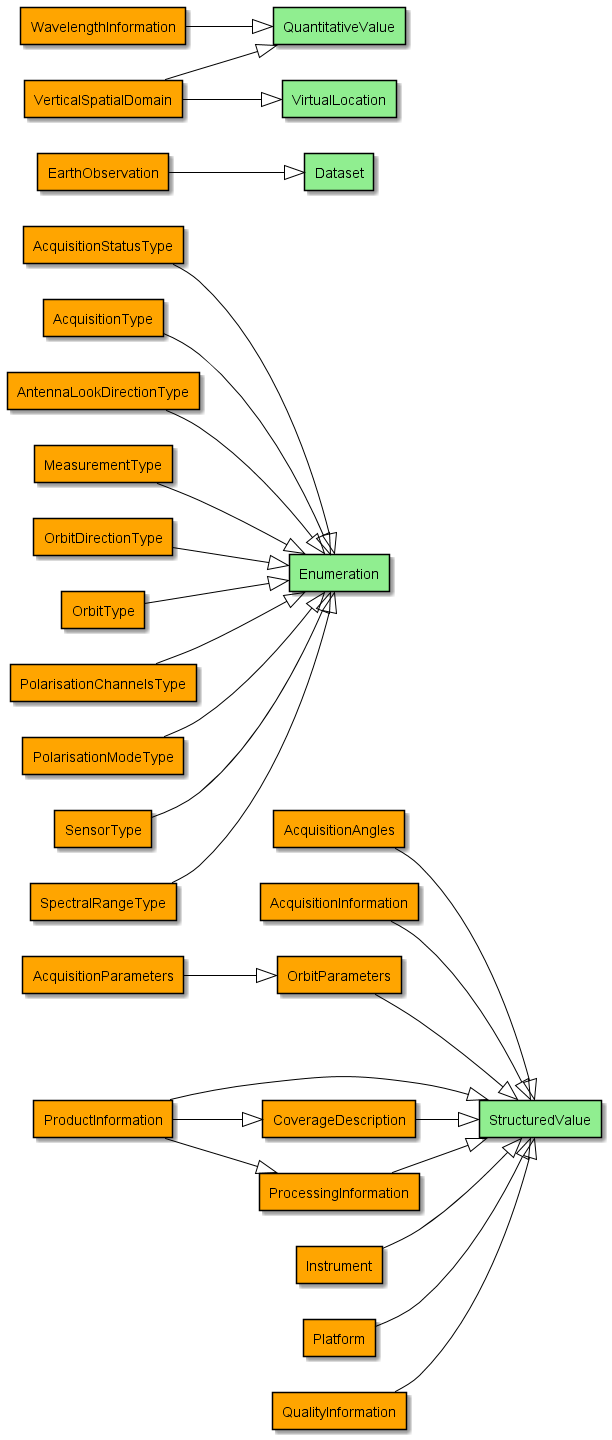 WavelengthInformation
QuantitativeValue
VerticalSpatialDomain
VirtualLocation
EarthObservation
Dataset
AcquisitionStatusType
AcquisitionType
AntennaLookDirectionType
MeasurementType
OrbitDirectionType
Enumeration
OrbitType
PolarisationChannelsType
PolarisationModeType
SensorType
AcquisitionAngles
SpectralRangeType
AcquisitionInformation
AcquisitionParameters
OrbitParameters
ProductInformation
CoverageDescription
StructuredValue
ProcessingInformation
Instrument
Platform
QualityInformation